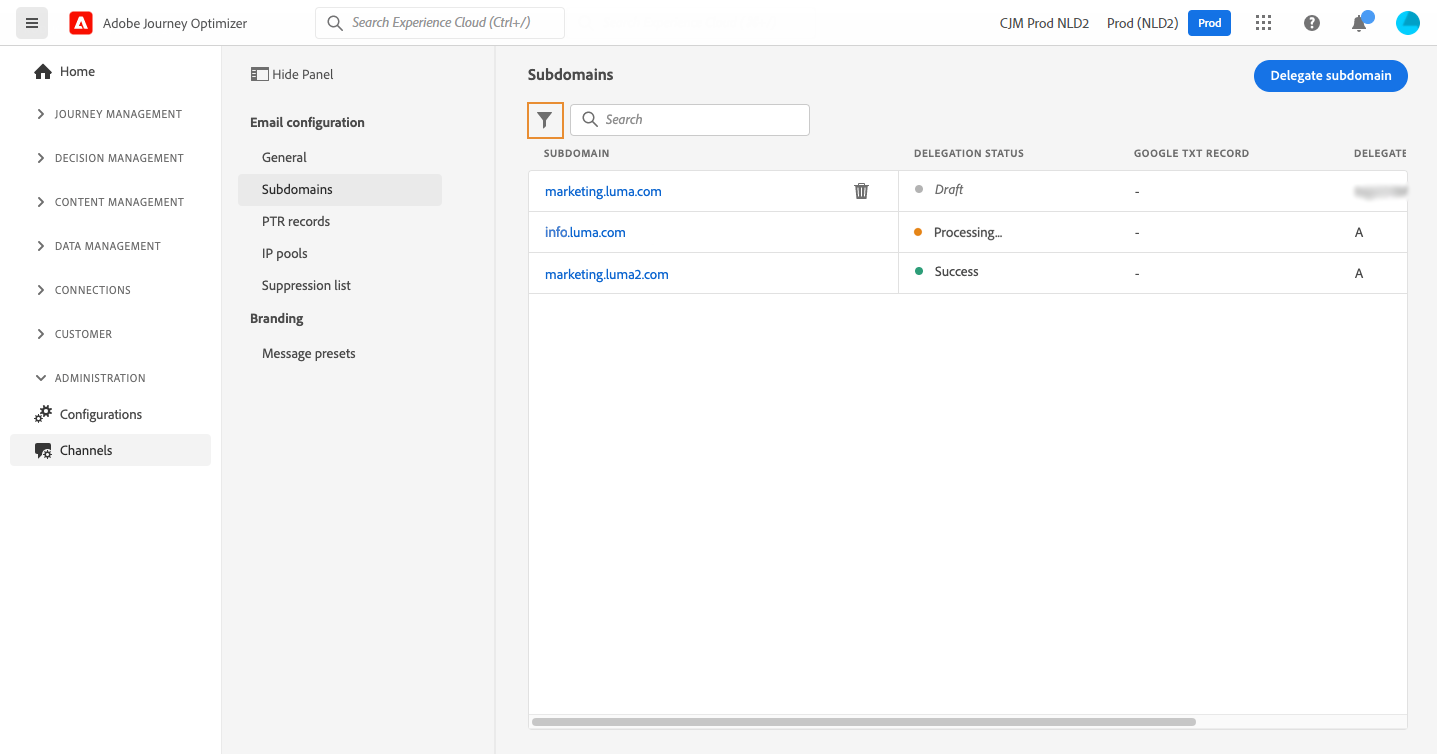 Adobe Journey Optimizer
Search Experience Cloud (Ctrl+/)
CJM Prod NLD2
Prod (NLD2)
Prod
Home
JOURNEY MANAGEMENT
DECISION MANAGEMENT
CONTENT MANAGEMENT
DATA MANAGEMENT
CONNECTIONS
CUSTOMER
ADMINISTRATION
Configurations
Channels
Hide Panel
Email configuration
General
Subdomains
PTR records
IP pools
Suppression list
Branding
Message presets
Subdomains
Delegate subdomain
Search
SUBDOMAIN DELEGATION STATUS GOOGLE TXT RECORD DELEGATE
marketing.luma.com Draft -
info.luma.com Processing... - A
marketing.luma2.com Success - A